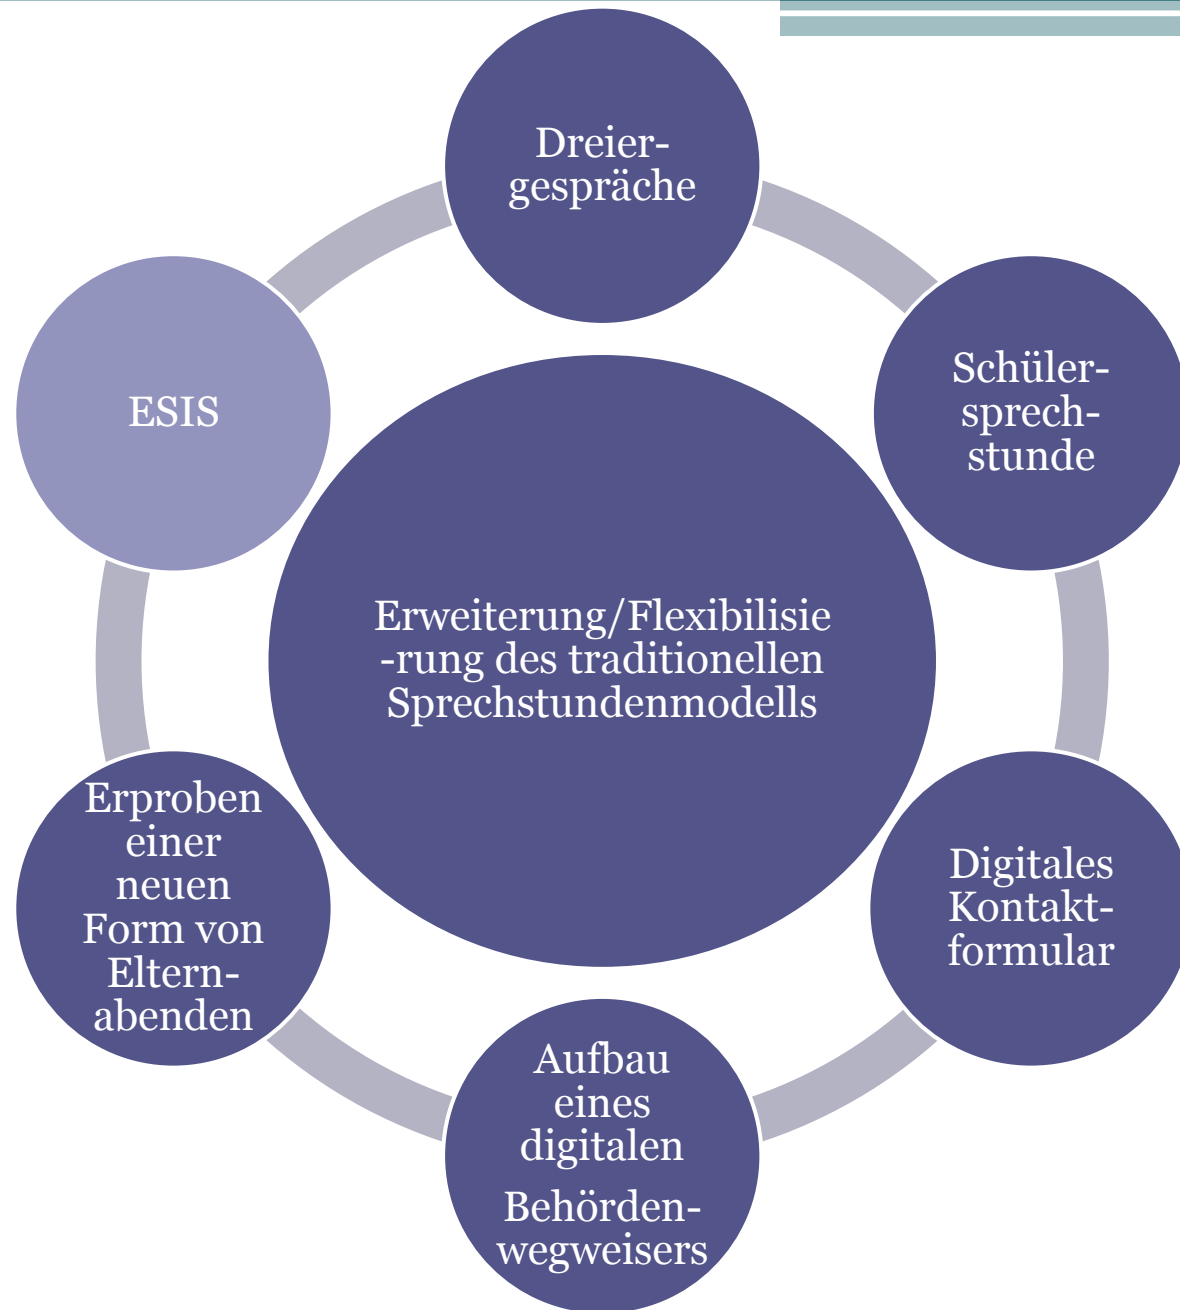 Dreier-
gespräche
Schüler-
sprech-
stunde
ESIS
Erweiterung/Flexibilisie
-rung des traditionellen
Sprechstundenmodells
Erproben
einer
neuen
Form von
Eltern-
abenden
Digitales
Kontakt-
formular
Aufbau
eines
digitalen
Behörden-
wegweisers